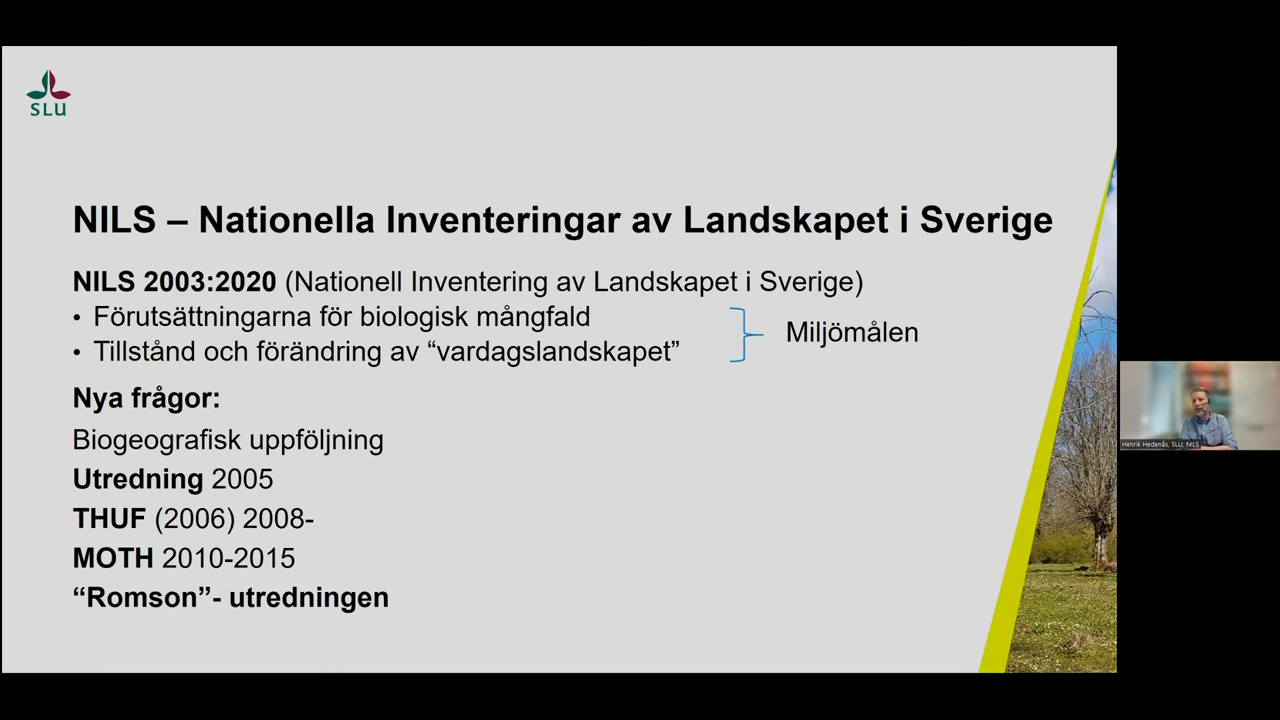 SLU
NILS – Nationella Inventeringar av Landskapet i Sverige
NILS 2003:2020 (Nationell Inventering av Landskapet i Sverige)
• Förutsättningarna för biologisk mångfald
• Tillstånd och förändring av “vardagslandskapet”
Miljömålen
Nya frågor:
Biogeografisk uppföljning
Utredning 2005
THUF (2006) 2008-
MOTH 2010-2015
“Romson”- utredningen
Henrik Hedenås, SLU, NILS